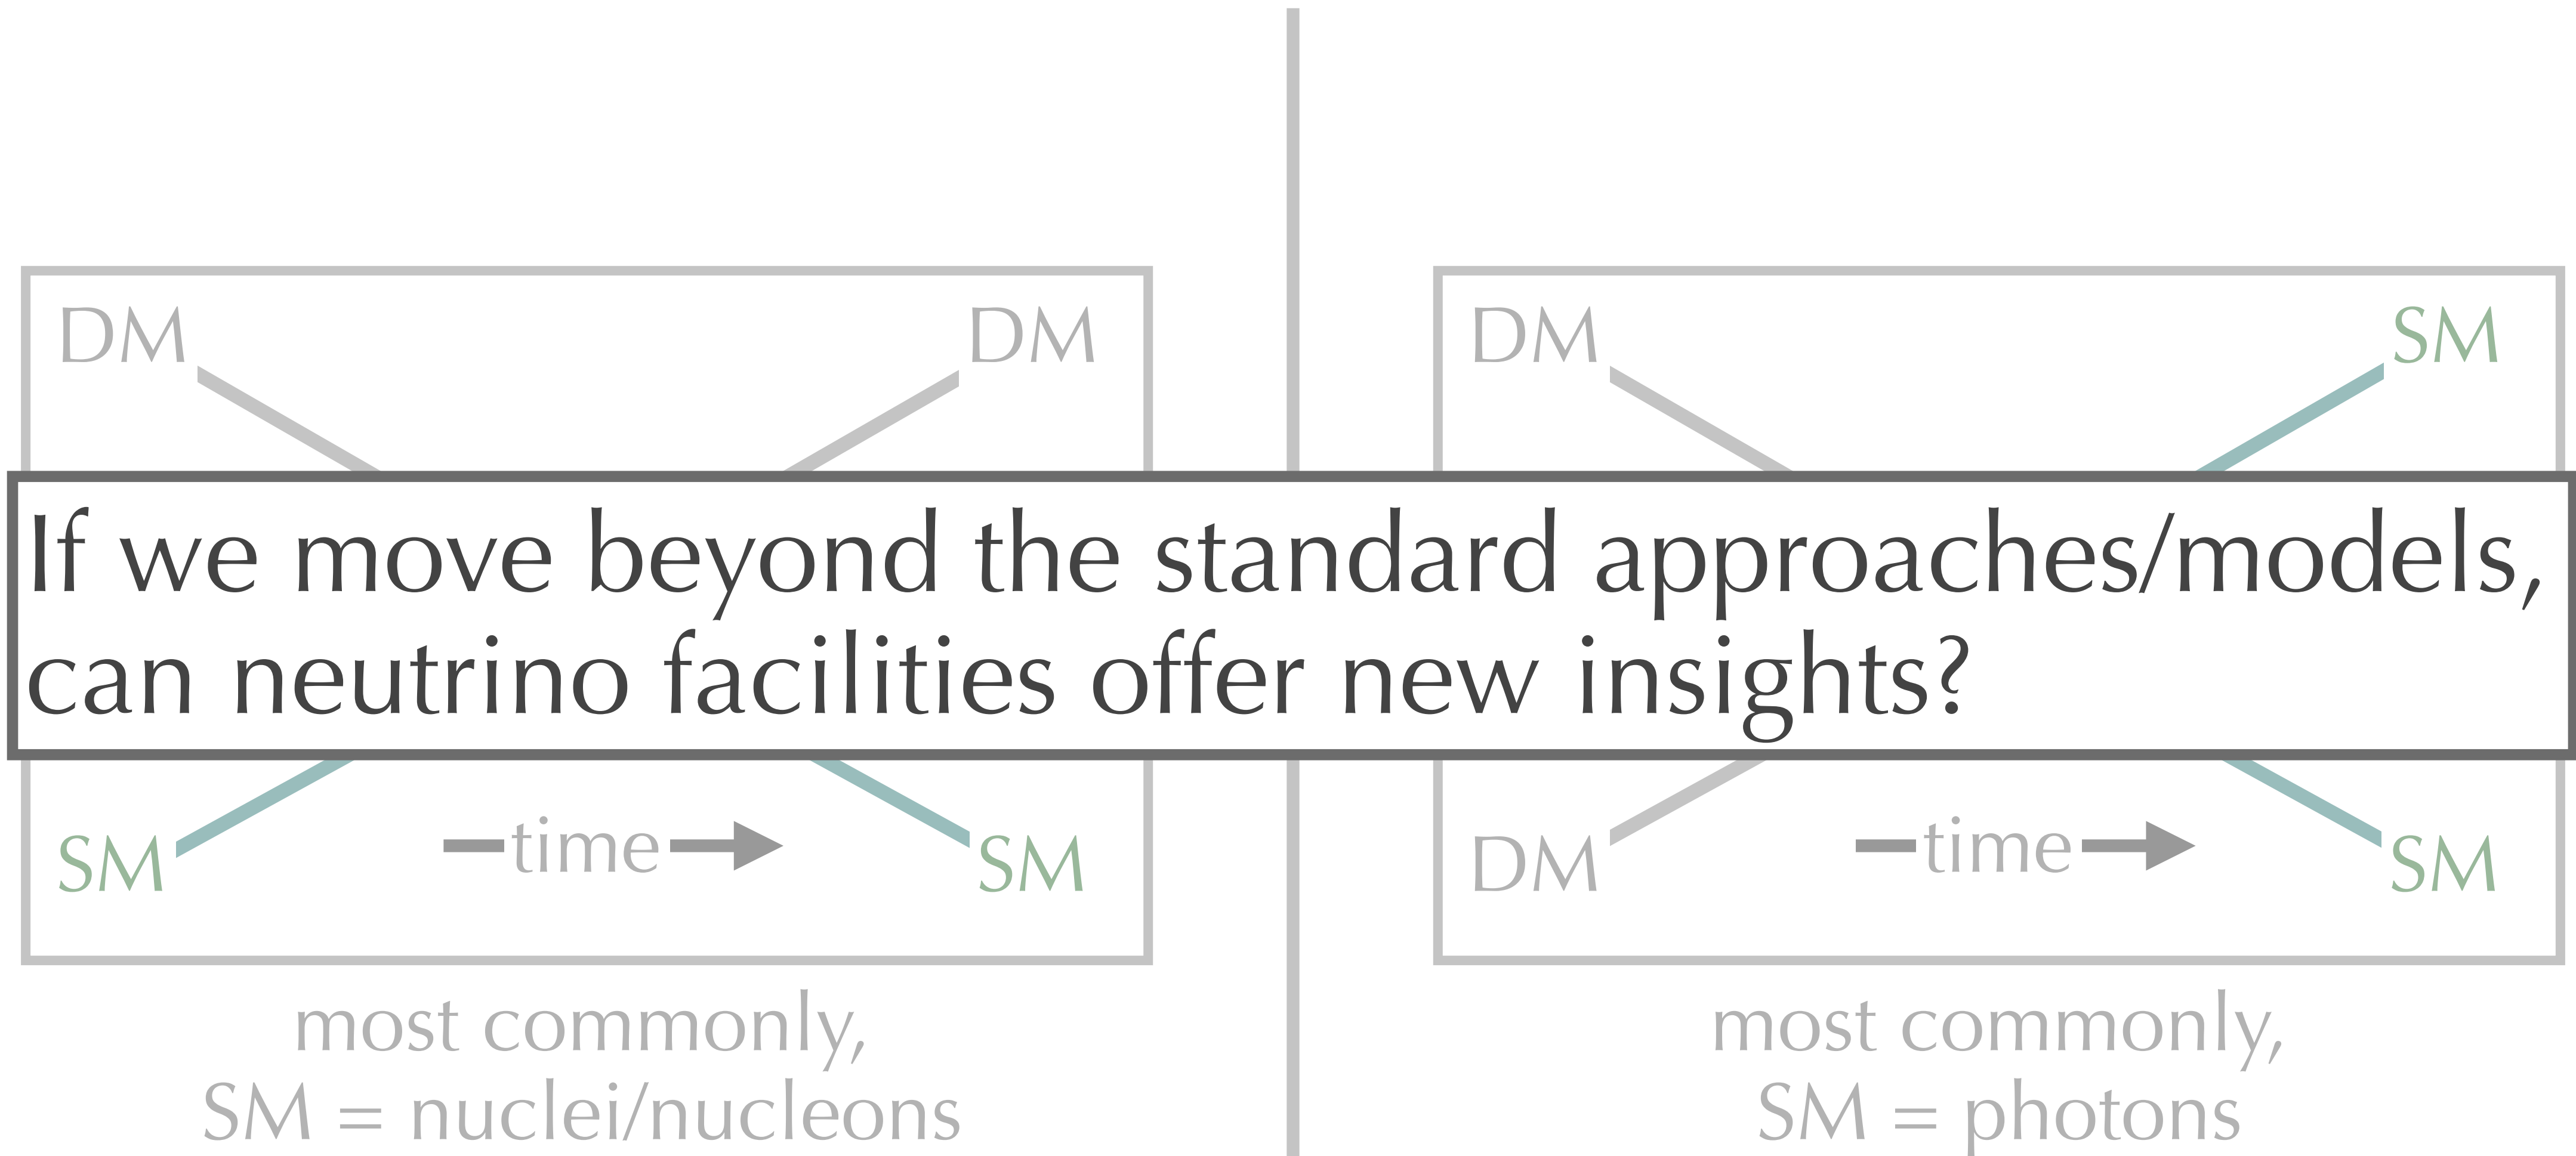 DM DM
DM SM
If we move beyond the standard approaches/models,
can neutrino facilities offer new insights?
SM time SM
DM time SM
most commonly,
SM = nuclei/nucleons
most commonly,
SM = photons